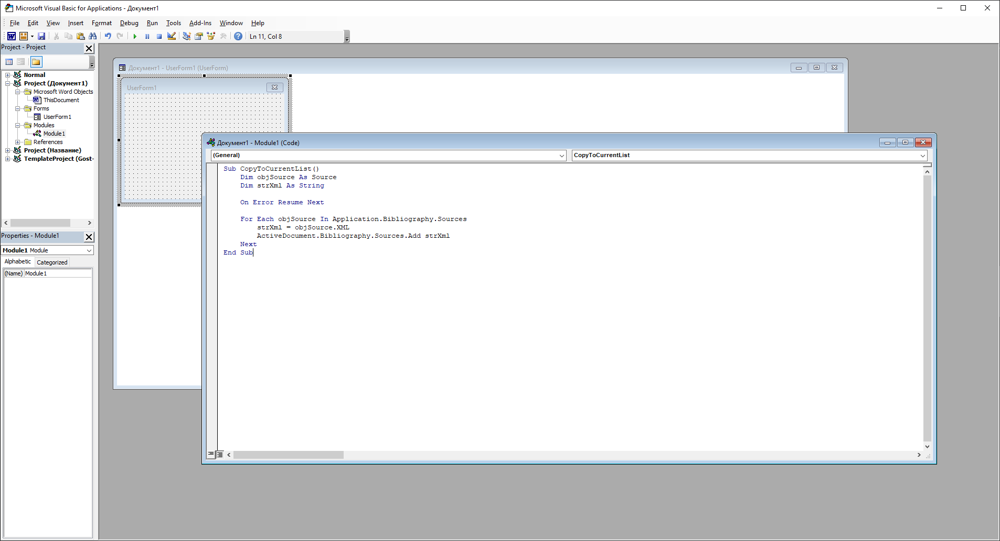 Microsoft Visual Basic for Applications - Документ1
File Edit View Insert Format Debug Run Tools Add-Ins Window Help
Ln 11, Col 8
Project - Project
Normal
Project (Документ1)
Microsoft Word Objects
ThisDocument
Forms
UserForm1
Modules
Module1
References
Project (Название)
TemplateProject (Gost-
Properties - Module1
Module1 Module
Alphabetic Categorized
(Name) Module1
Документ1 - UserForm1 (UserForm)
UserForm1
Документ1 - Module1 (Code)
(General) CopyToCurrentList
Sub CopyToCurrentList()
Dim objSource As Source
Dim strXml As String
On Error Resume Next
For Each objSource In Application.Bibliography.Sources
strXml = objSource.XML
ActiveDocument.Bibliography.Sources.Add strXml
Next
End Sub